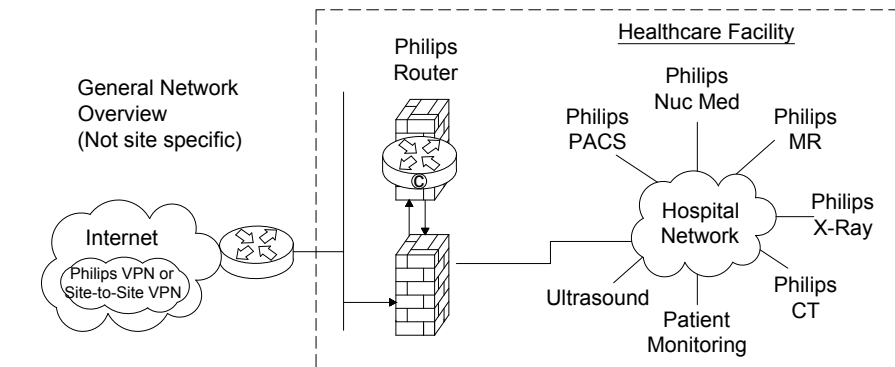 Healthcare Facility
Philips
Router
General Network
Overview
(Not site specific)
Philips
Nuc Med
Philips
PACS
Philips
MR
C
Internet
Philips VPN or
Site-to-Site VPN
Hospital
Network
Philips
X-Ray
Ultrasound
Philips
CT
Patient
Monitoring